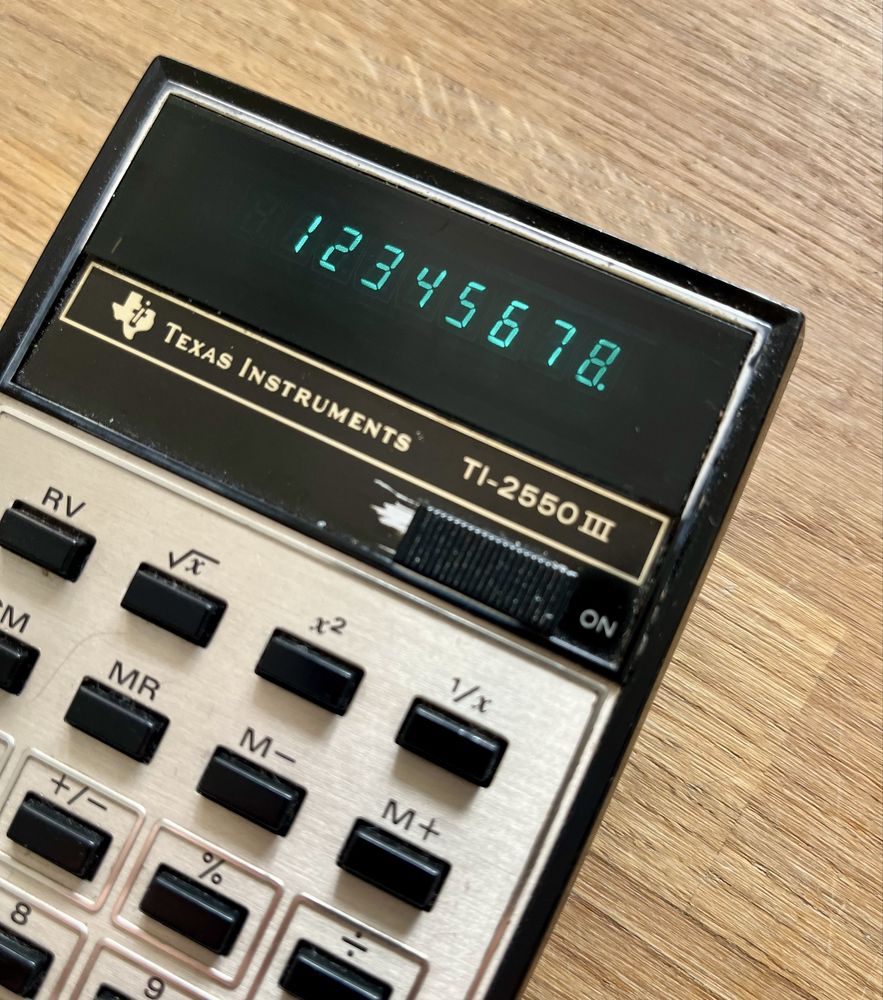 12345678.
TEXAS INSTRUMENTS TI-2550 III
ON
RV √x x² 1/x
MR M− M+
+/− % ÷
8 9